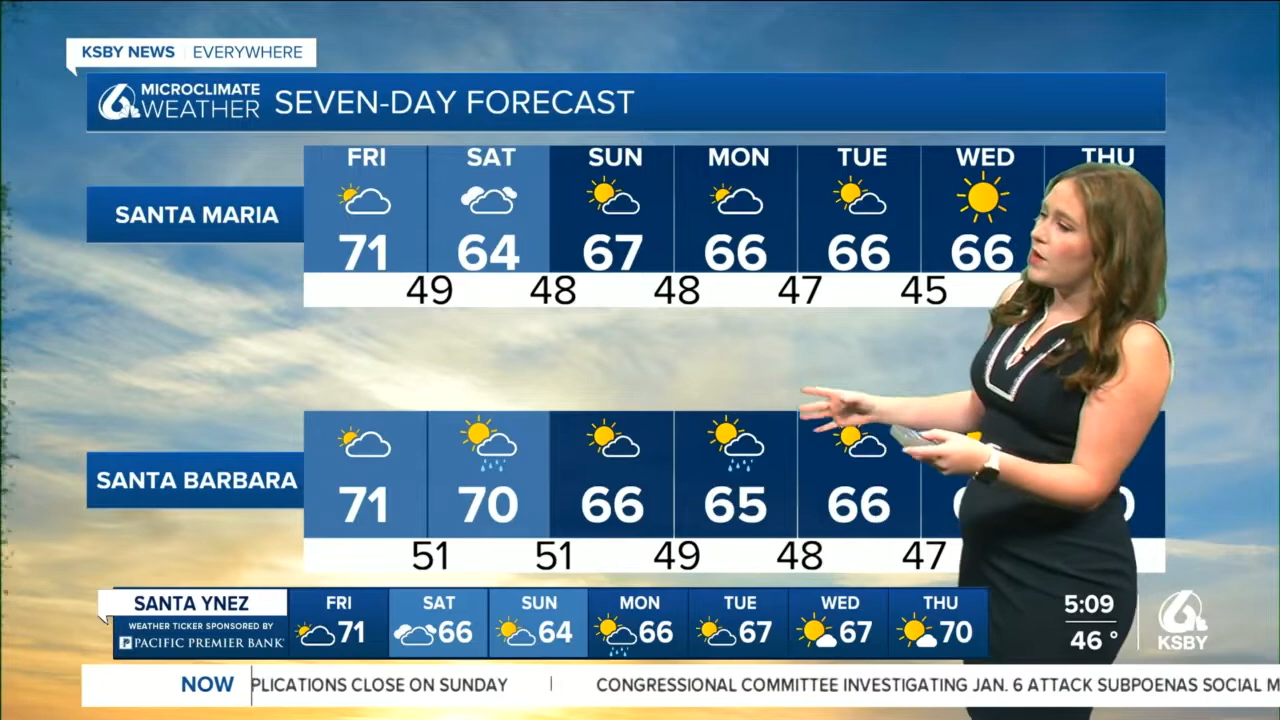 KSBY NEWS | EVERYWHERE
6 MICROCLIMATE WEATHER SEVEN-DAY FORECAST
FRI SAT SUN MON TUE WED THU
SANTA MARIA
71 64 67 66 66 66
49 48 48 47 45
SANTA BARBARA
71 70 66 65 66
51 51 49 48 47
SANTA YNEZ
WEATHER TICKER SPONSORED BY
PACIFIC PREMIER BANK
FRI SAT SUN MON TUE WED THU
71 66 64 66 67 67 70
5:09
46 °
6
KSBY
NOW PLICATIONS CLOSE ON SUNDAY | CONGRESSIONAL COMMITTEE INVESTIGATING JAN. 6 ATTACK SUBPOENAS SOCIAL M